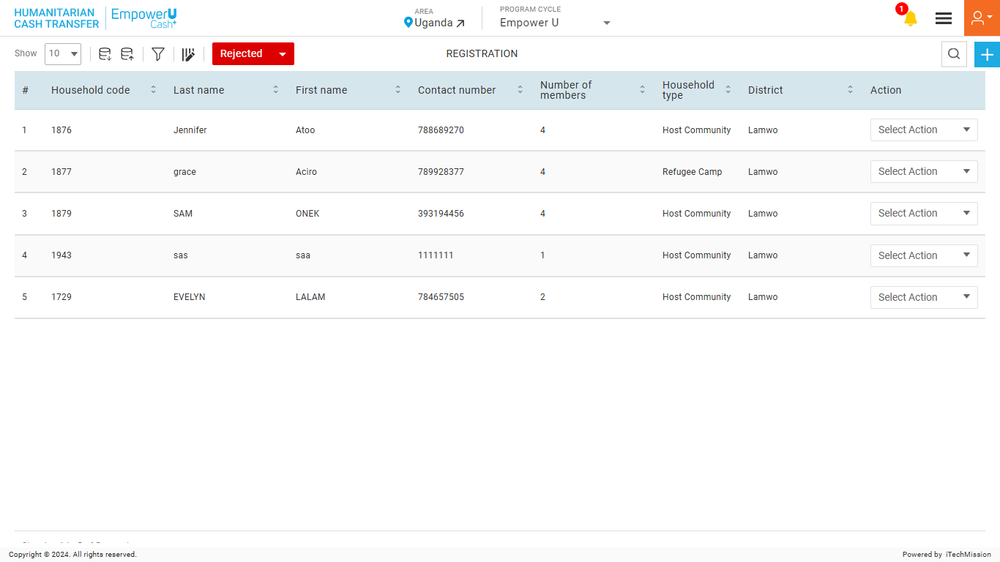 HUMANITARIAN
CASH TRANSFER
EmpowerU
Cash+
AREA
Uganda
PROGRAM CYCLE
Empower U
1
Show 10 Rejected REGISTRATION
# Household code Last name First name Contact number Number of members Household type District Action
1 1876 Jennifer Atoo 788689270 4 Host Community Lamwo Select Action
2 1877 grace Aciro 789928377 4 Refugee Camp Lamwo Select Action
3 1879 SAM ONEK 393194456 4 Host Community Lamwo Select Action
4 1943 sas saa 1111111 1 Host Community Lamwo Select Action
5 1729 EVELYN LALAM 784657505 2 Host Community Lamwo Select Action
Copyright © 2024. All rights reserved. Powered by iTechMission